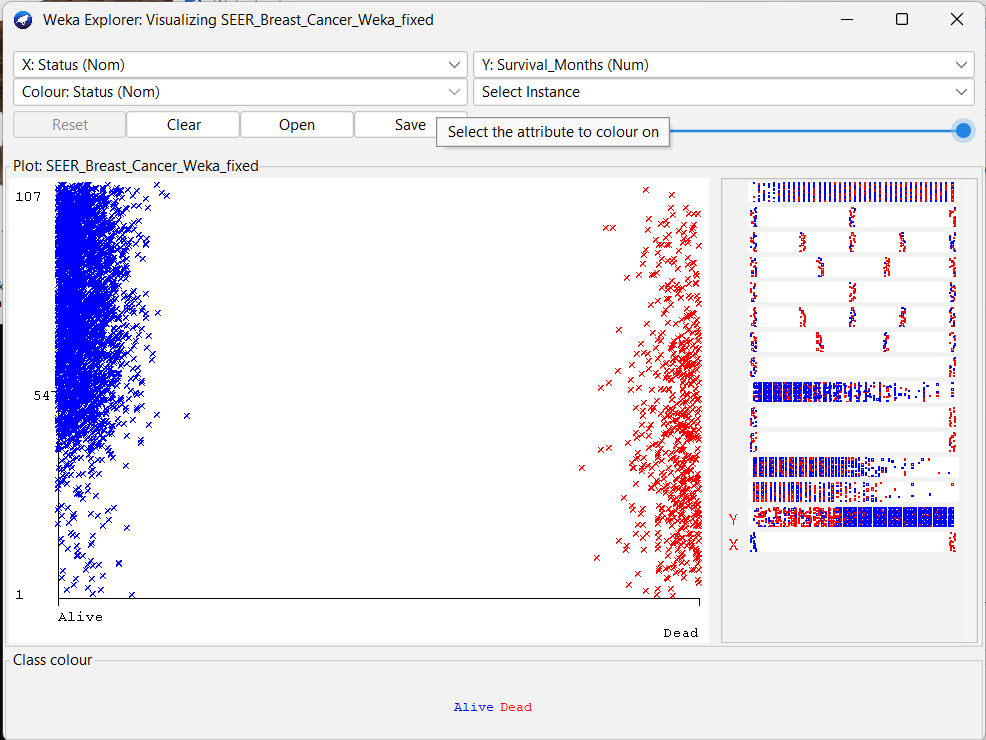 Weka Explorer: Visualizing SEER_Breast_Cancer_Weka_fixed
X: Status (Nom)
Y: Survival_Months (Num)
Colour: Status (Nom)
Select Instance
Reset
Clear
Open
Save
Select the attribute to colour on
Plot: SEER_Breast_Cancer_Weka_fixed
107
54
1
Alive
Dead
Y
X
Class colour
Alive Dead